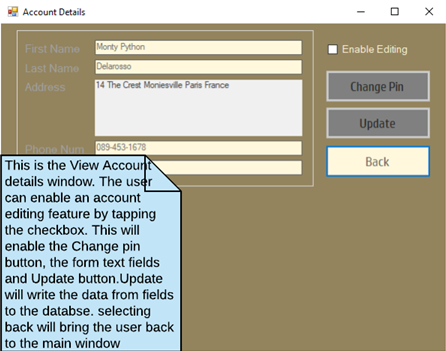 Account Details
First Name Monty Python
Enable Editing
Last Name Delarosso
Address 14 The Crest Moniesville Paris France
Change Pin
Update
Phone Num 089-453-1678
Back
This is the View Account
details window. The user
can enable an account
editing feature by tapping
the checkbox. This will
enable the Change pin
button, the form text fields
and Update button.Update
will write the data from fields
to the databse. selecting
back will bring the user back
to the main window